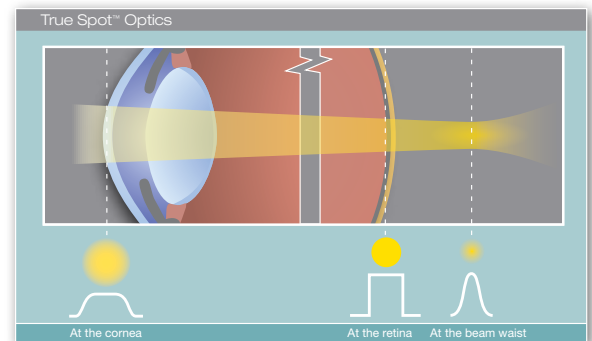 True Spot™ Optics
At the cornea
At the retina
At the beam waist